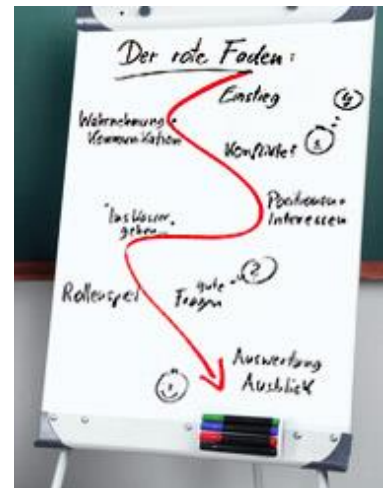 Der rote Faden:
Einstieg
Wahrnehmung
Kommunikation
Konflikte?
Positionen
Interessen
"Ins Wasser
gehen..."
Rollenspiel
gute
Fragen
?
Auswertung
Ausblick